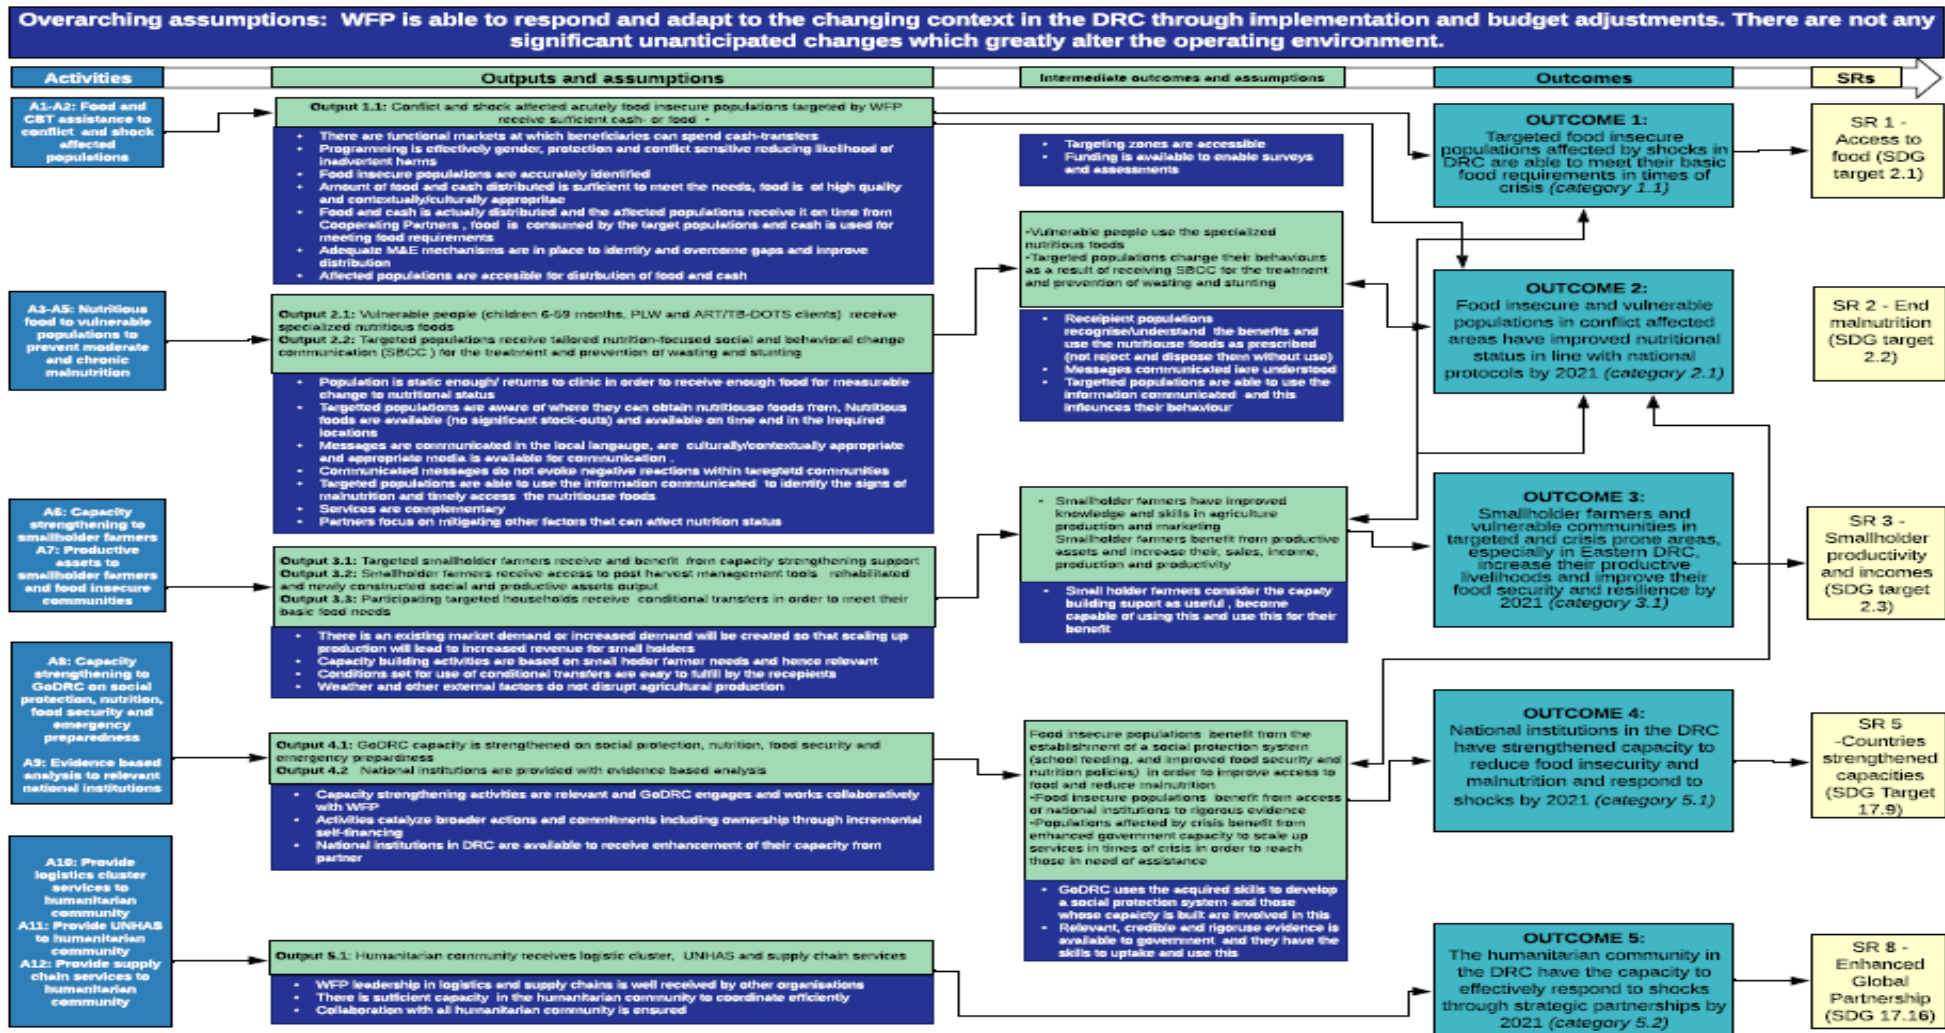 Overarching assumptions: WFP is able to respond and adapt to the changing context in the DRC through implementation and budget adjustments. There are not any
significant unanticipated changes which greatly alter the operating environment.
Activities
Outputs and assumptions
Intermediate outcomes and assumptions
Outcomes
SRs
A1-A2: Food and
CBT assistance to
conflict and shock
affected
populations
Output 1.1: Conflict and shock affected acutely food insecure populations targeted by WFP
receive sufficient cash- or food •
• There are functional markets at which beneficiaries can spend cash-transfers
• Programming is effectively gender, protection and conflict sensitive reducing likelihood of
inadvertent harms
• Food insecure populations are accurately identified
• Amount of food and cash distributed is sufficient to meet the needs, food is of high quality
and contextually/culturally appropritae
• Food and cash is actually distributed and the affected populations receive it on time from
Cooperating Partners , food is consumed by the target populations and cash is used for
meeting food requirements
• Adequate M&E mechanisms are in place to identify and overcome gaps and improve
distribution
• Affected populations are accesible for distrbution of food and cash
• Targeting zones are accessible
• Funding is available to enable surveys
and assessments
OUTCOME 1:
Targeted food insecure
populations affected by shocks in
DRC are able to meet their basic
food requirements in times of
crisis (category 1.1)
SR 1 -
Access to
food (SDG
target 2.1)
A3-A5: Nutritious
food to vulnerable
populations to
prevent moderate
and chronic
malnutrition
Output 2.1: Vulnerable people (children 6-59 months, PLW and ART/TB-DOTS clients) receive
specialized nutritious foods
Output 2.2: Targeted populations receive tailored nutrition-focused social and behavioral change
communication (SBCC ) for the treatment and prevention of wasting and stunting
• Population is static enough/ returns to clinic in order to receive enough food for measurable
change to nutritional status
• Targetted populations are aware of where they can obtain nutritiouse foods from, Nutritious
foods are available (no significant stock-outs) and available on time and in the lrequired
locations
• Messages are communicated in the local langauge, are culturally/contextually appropriate
and appropriate media is available for communication .
• Communicated messages do not evoke negative reactions within taregtetd communities
• Targeted populations are able to use the information communicated to identify the signs of
malnutrition and timely access the nutritiouse foods
• Services are complementary
• Partners focus on mitigating other factors that can affect nutrition status
•Vulnerable people use the specialized
nutritious foods
•Targeted populations change their behaviours
as a result of receiving SBCC for the treatment
and prevention of wasting and stunting
• Receipient populations
recognise/understand the benefits and
use the nutritiouse foods as prescribed
(not reject and dispose them without use)
• Messages communicated iare understood
• Targetted populations are able to use the
information communicated and this
influences their behaviour
OUTCOME 2:
Food insecure and vulnerable
populations in conflict affected
areas have improved nutritional
status in line with national
protocols by 2021 (category 2.1)
SR 2 - End
malnutrition
(SDG target
2.2)
A6: Capacity
strengthening to
smallholder farmers
A7: Productive
assets to
smallholder farmers
and food insecure
communities
Output 3.1: Targeted smallholder farmers receive and benefit from capacity strengthening support
Output 3.2: Smallholder farmers receive access to post harvest management tools rehabilitated
and newly constructed social and productive assets output
Output 3.3: Participating targeted households receive conditional transfers in order to meet their
basic food needs
• There is an existing market demand or increased demand will be created so that scaling up
production will lead to increased revenue for small holders
• Capacity building activities are based on small hoder farmer needs and hence relevant
• Conditions set for use of conditional transfers are easy to fulfill by the recepients
• Weather and other external factors do not disrupt agricultural production
• Smallholder farmers have improved
knowledge and skills in agriculture
production and marketing
Smallholder farmers benefit from productive
assets and increase their, sales, income,
production and productivity
• Small holder farmers consider the capaty
building suport as useful , become
capable of using this and use this for their
benefit
OUTCOME 3:
Smallholder farmers and
vulnerable communities in
targeted and crisis prone areas,
especially in Eastern DRC,
increase their productive
livelihoods and improve their
food security and resilience by
2021 (category 3.1)
SR 3 -
Smallholder
productivity
and incomes
(SDG target
2.3)
A8: Capacity
strengthening to
GoDRC on social
protection, nutrition,
food security and
emergency
preparedness
A9: Evidence based
analysis to relevant
national institutions
Output 4.1: GoDRC capacity is strengthened on social protection, nutrition, food security and
emergency prepardness
Output 4.2 National institutions are provided with evidence based analysis
• Capacity strengthening activities are relevant and GoDRC engages and works collaboratively
with WFP
• Activities catalyze broader actions and commitments including ownership through incremental
self-financing
• National institutions in DRC are available to receive enhancement of their capacity from
partner
Food insecure populations benefit from the
establishment of a social protection system
(school feeding, and improved food security and
nutrition policies) in order to improve access to
food and reduce malnutrition
•Food insecure populations benefit from access
of national institutions to rigorous evidence
•Populations affected by crisis benefit from
enhanced government capacity to scale up
services in times of crisis in order to reach
those in need of assistance
• GoDRC uses the acquired skills to develop
a social protection system and those
whose capaicty is built are involved in this
• Relevant, credible and rigoruse evidence is
available to government and they have the
skills to uptake and use this
OUTCOME 4:
National institutions in the DRC
have strengthened capacity to
reduce food insecurity and
malnutrition and respond to
shocks by 2021 (category 5.1)
SR 5
-Countries
strengthened
capacities
(SDG Target
17.9)
A10: Provide
logistics cluster
services to
humanitarian
community
A11: Provide UNHAS
to humanitarian
community
A12: Provide supply
chain services to
humanitarian
community
Output 5.1: Humanitarian community receives logistic cluster, UNHAS and supply chain services
• WFP leadership in logistics and supply chains is well received by other organisations
• There is sufficient capacity in the humanitarian community to coordinate efficiently
• Collaboration with all humanitarian community is ensured
OUTCOME 5:
The humanitarian community in
the DRC have the capacity to
effectively respond to shocks
through strategic partnerships by
2021 (category 5.2)
SR 8 -
Enhanced
Global
Partnership
(SDG 17.16)